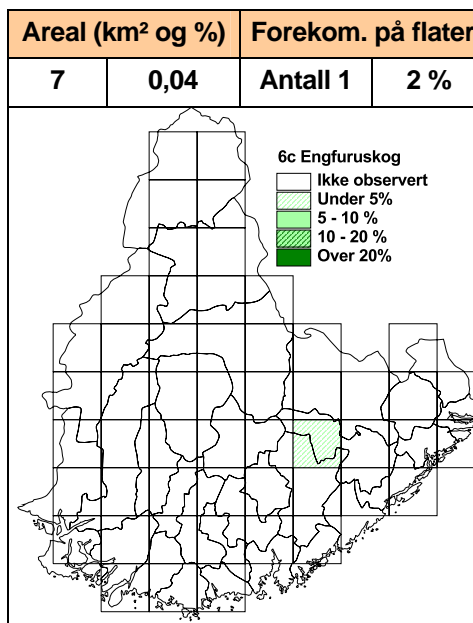 Areal (km² og %) Forekom. på flater
7 0,04 Antall 1 2 %
6c Engfuruskog
Ikke observert
Under 5%
5 - 10 %
10 - 20 %
Over 20%